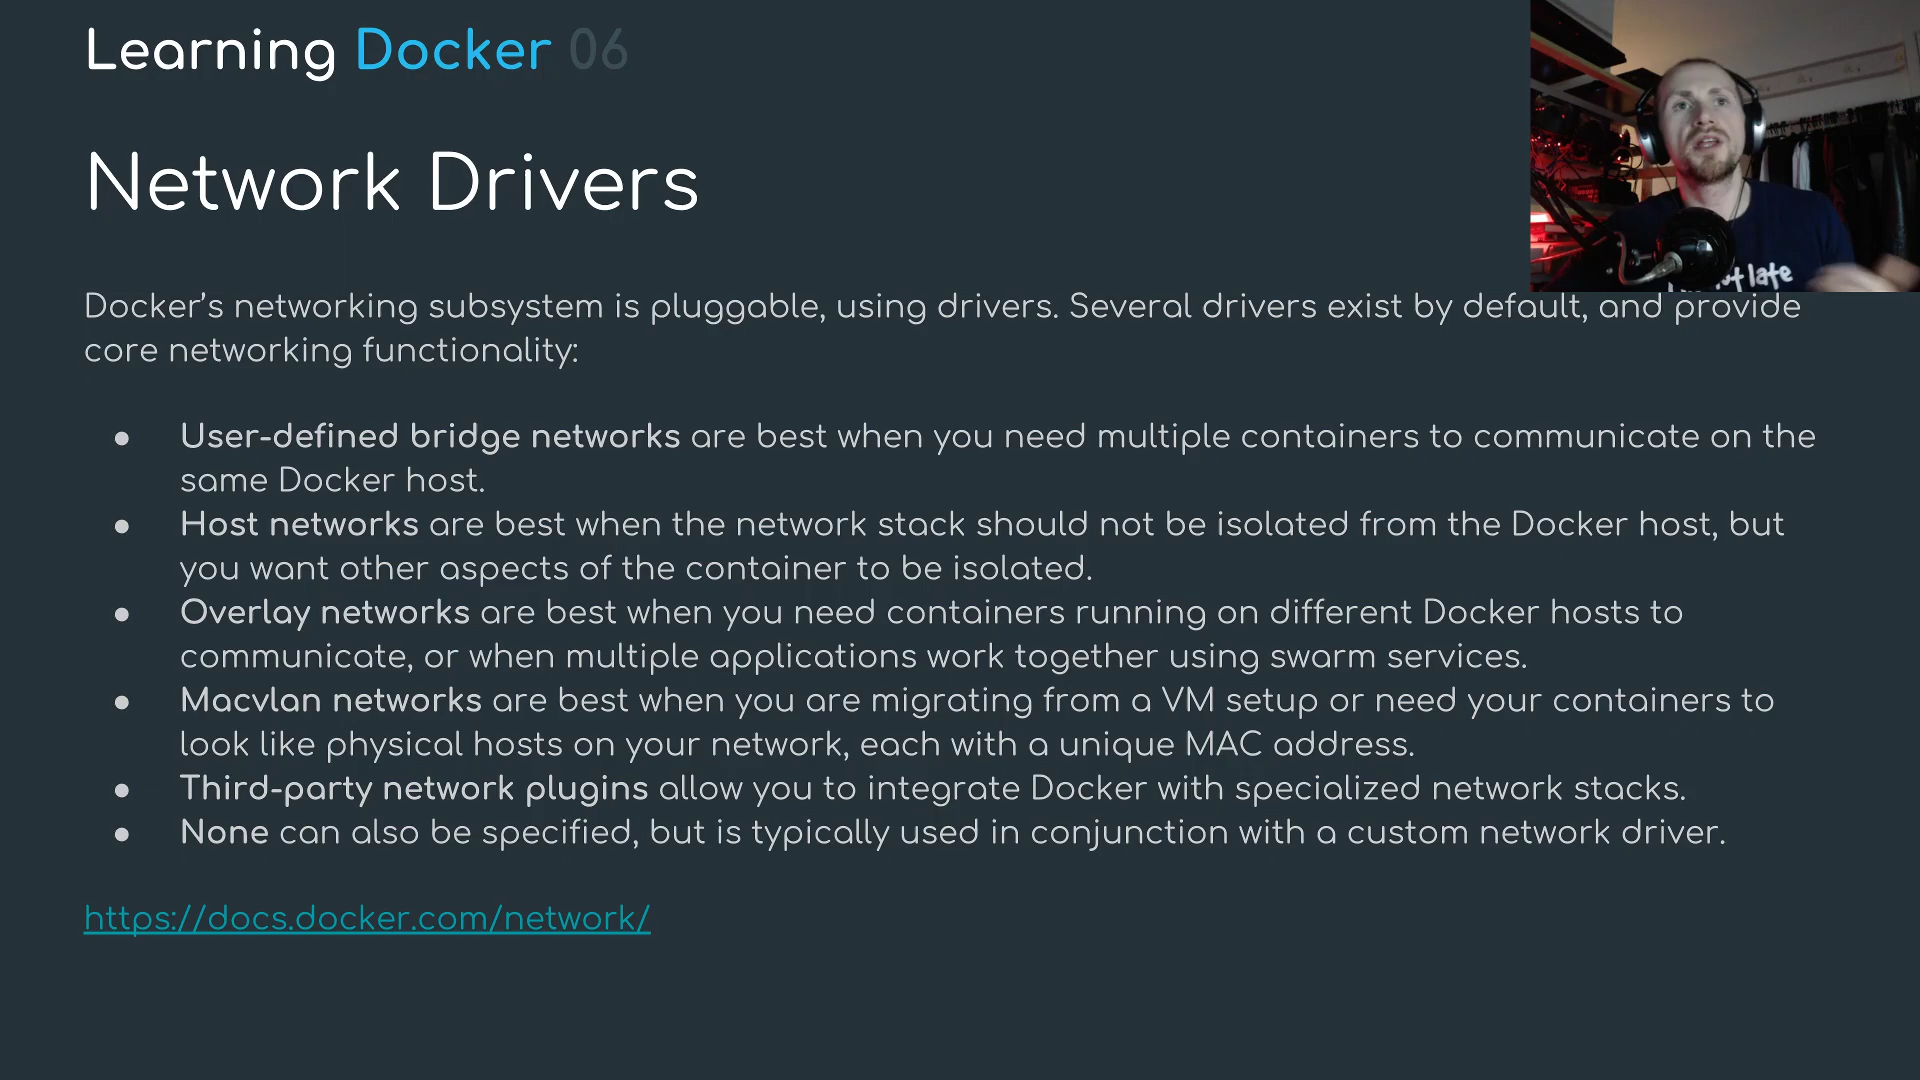 Learning Docker 06
Network Drivers
t late
Docker’s networking subsystem is pluggable, using drivers. Several drivers exist by default, and provide
core networking functionality:
● User-defined bridge networks are best when you need multiple containers to communicate on the
same Docker host.
● Host networks are best when the network stack should not be isolated from the Docker host, but
you want other aspects of the container to be isolated.
● Overlay networks are best when you need containers running on different Docker hosts to
communicate, or when multiple applications work together using swarm services.
● Macvlan networks are best when you are migrating from a VM setup or need your containers to
look like physical hosts on your network, each with a unique MAC address.
● Third-party network plugins allow you to integrate Docker with specialized network stacks.
● None can also be specified, but is typically used in conjunction with a custom network driver.
https://docs.docker.com/network/